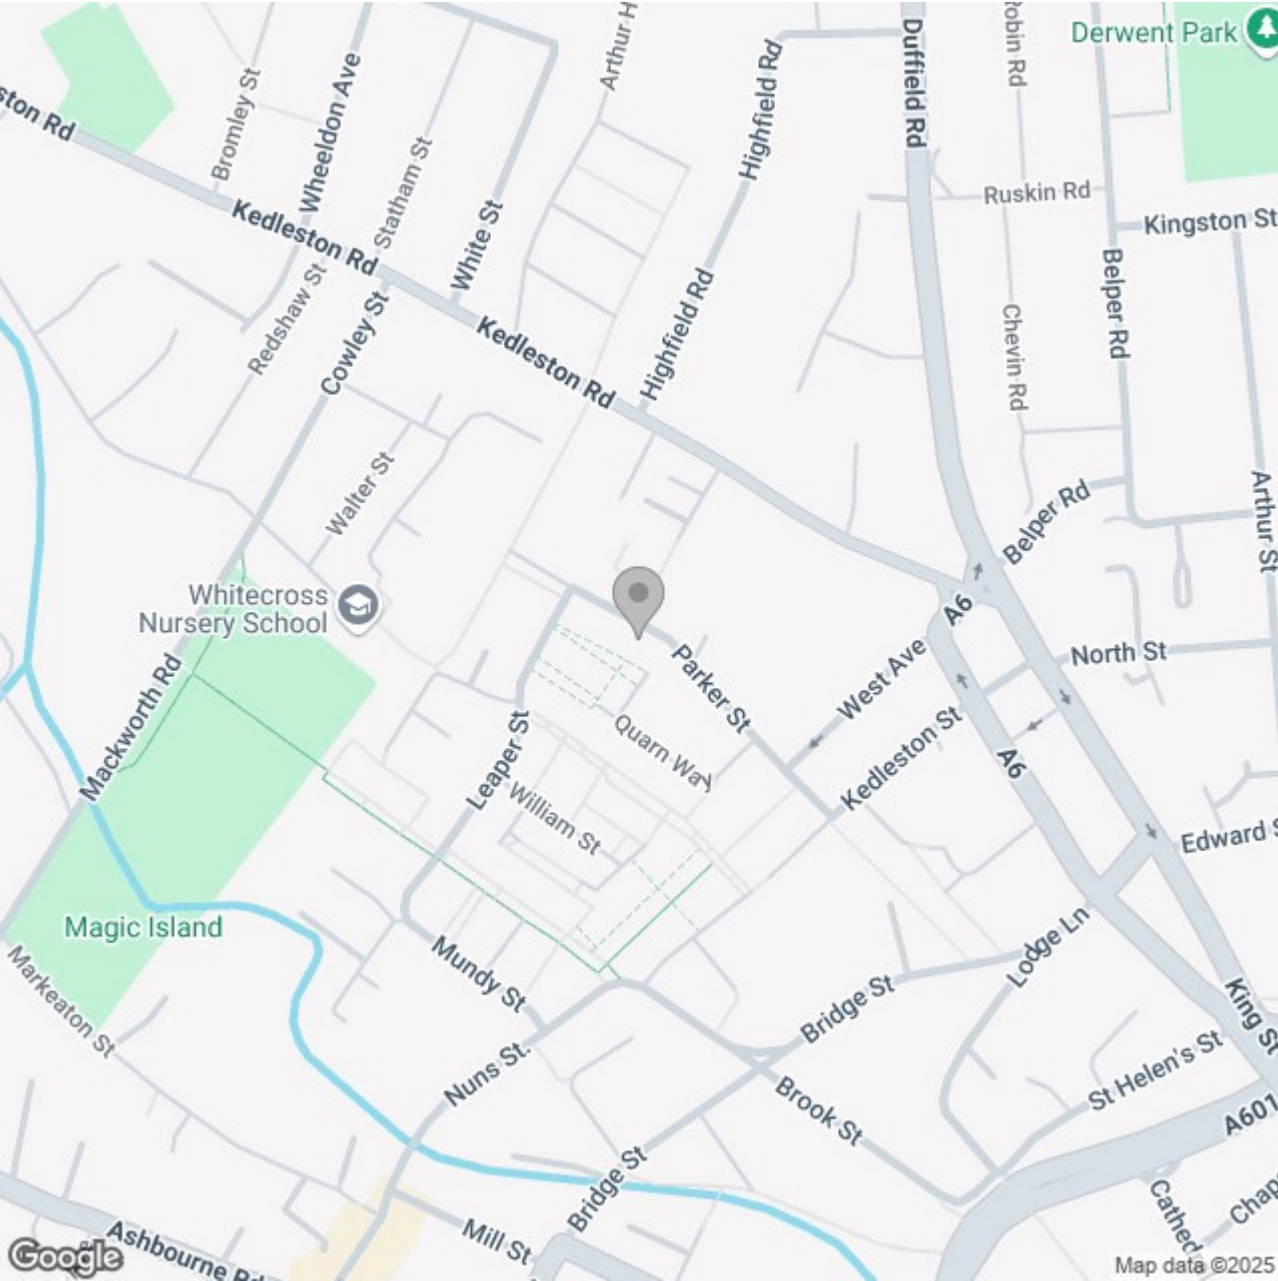 Derwent Park
Arthur H
Robin Rd
Duffield Rd
Highfield Rd
Bromley St
Wheeldon Ave
ston Rd
Statham St
Ruskin Rd
Kingston St
White St
Kedleston Rd
Belper Rd
Redshaw St
Cowley St
Highfield Rd
Chevin Rd
Kedleston Rd
Walter St
Belper Rd
Arthur St
Whitecross
Nursery School
A6
Parker St
West Ave
North St
Mackworth Rd
Leaper St
Quarn Way
Kedleston St
A6
William St
Edward S
Magic Island
Markeaton St
Mundy St
Lodge Ln
Bridge St
King St
Nuns St.
Brook St
St Helen's St
A601
Bridge St
Cathed
Chap
Ashbourne Rd
Mill St
Google
Map data ©2025